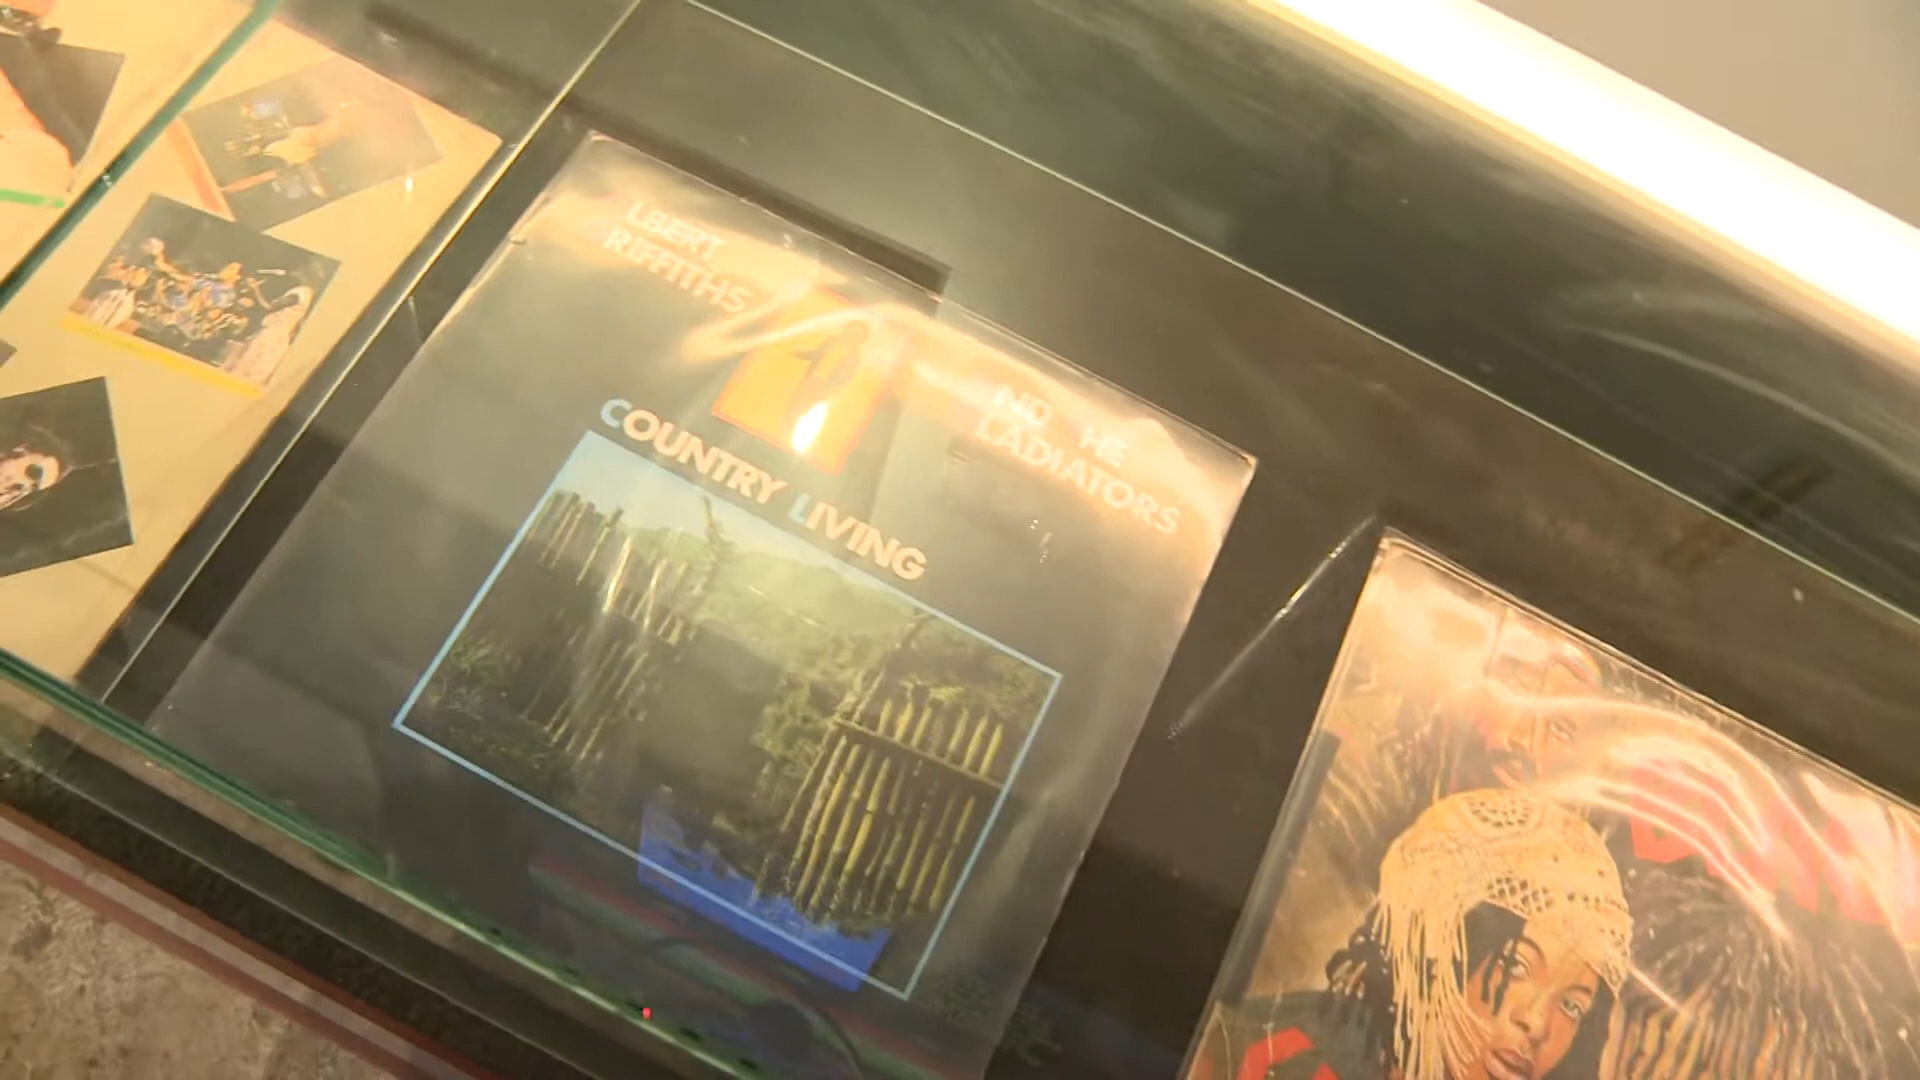 LBERT
RIFFITHS
ND HE
LADIATORS
COUNTRY LIVING